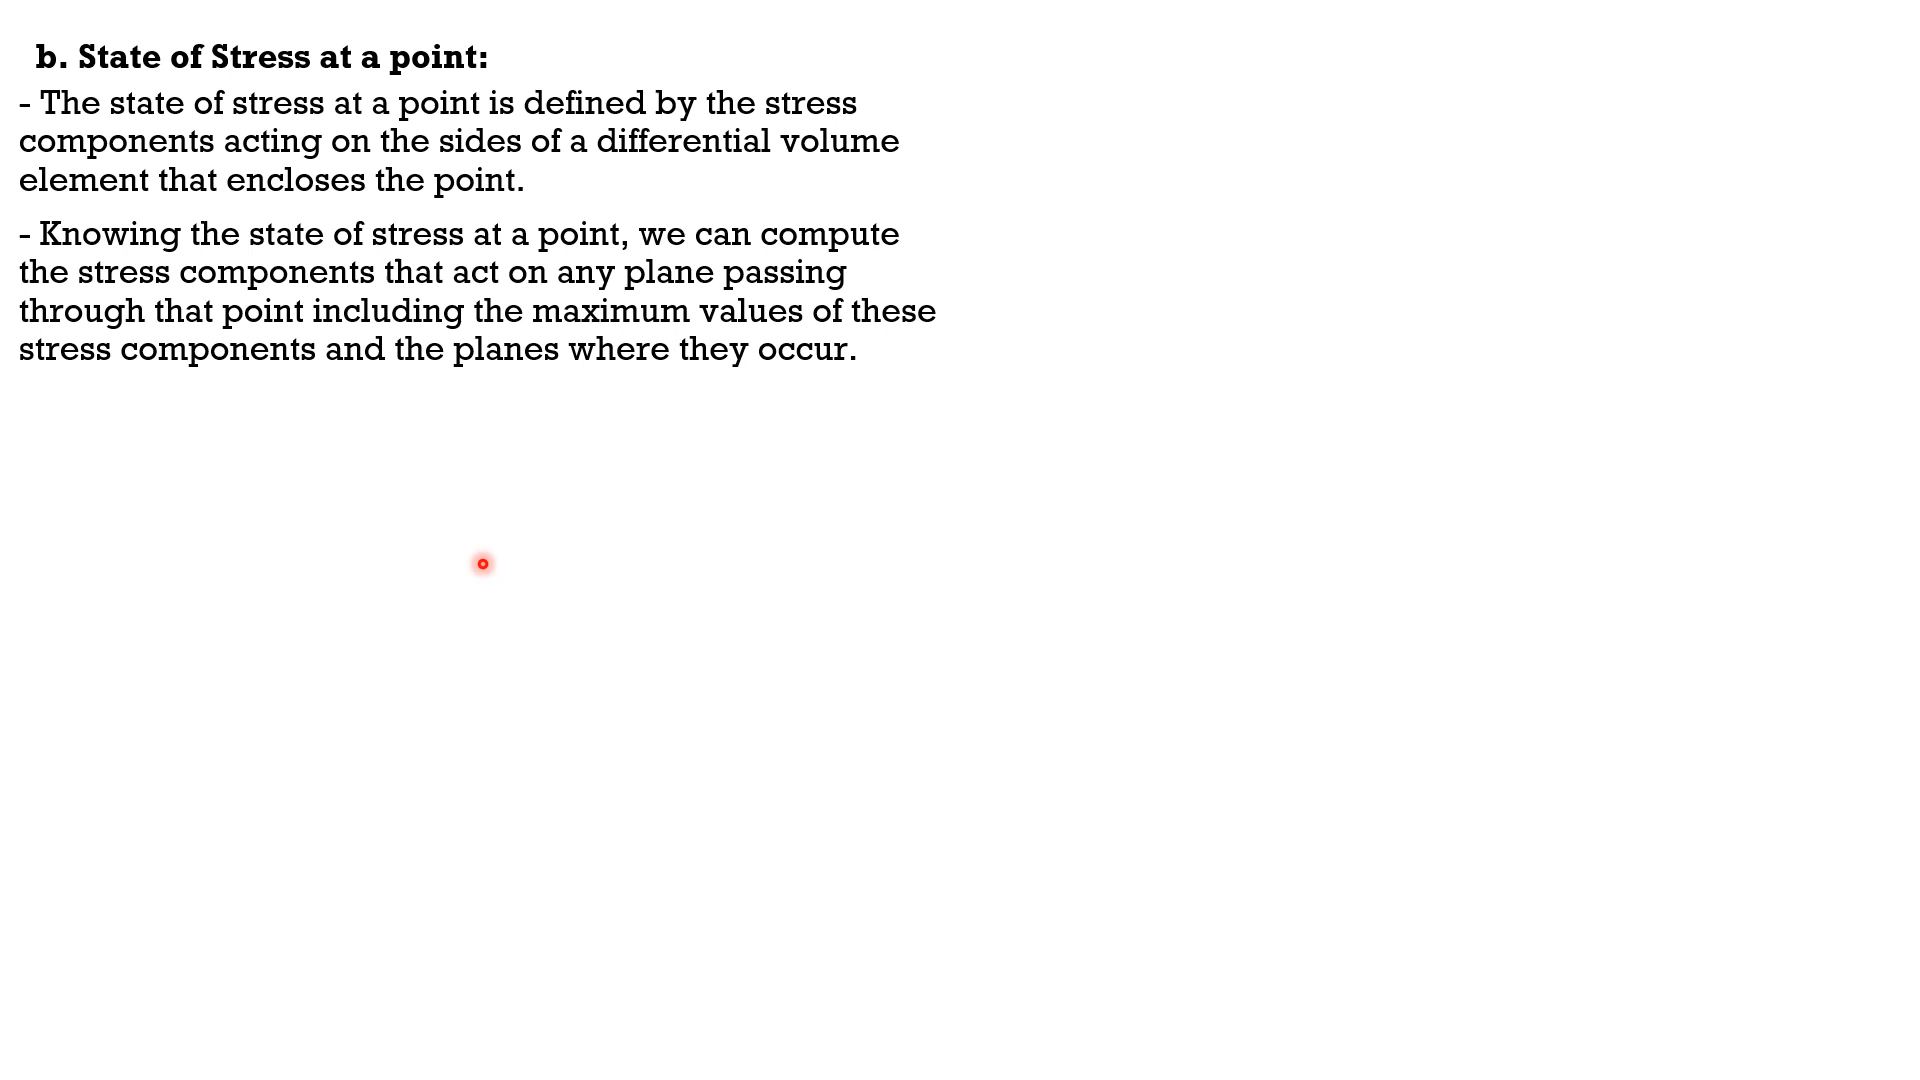 b. State of Stress at a point:
- The state of stress at a point is defined by the stress
components acting on the sides of a differential volume
element that encloses the point.
- Knowing the state of stress at a point, we can compute
the stress components that act on any plane passing
through that point including the maximum values of these
stress components and the planes where they occur.